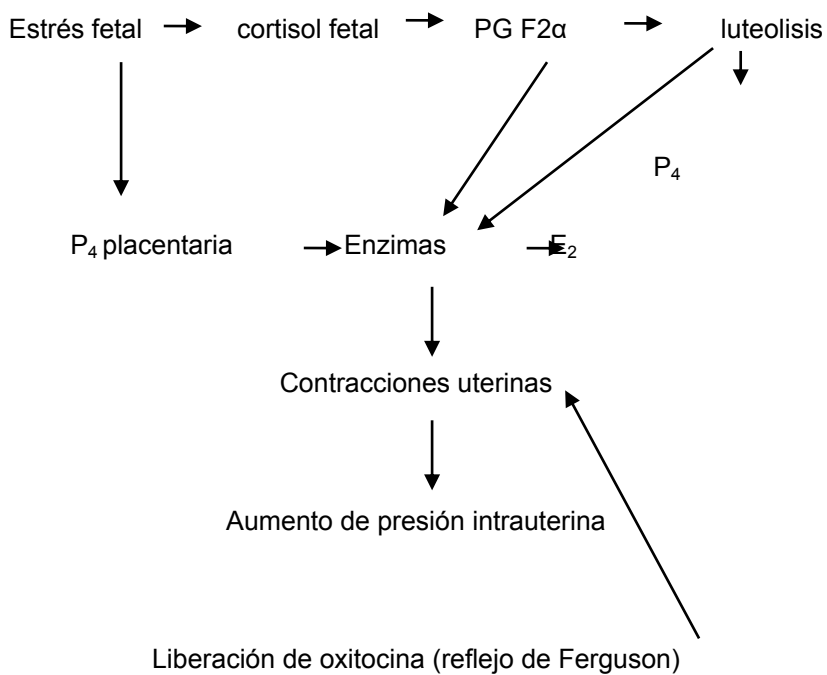 Estrés fetal cortisol fetal PG F2α luteolisis
P₄
P₄ placentaria Enzimas E₂
Contracciones uterinas
Aumento de presión intrauterina
Liberación de oxitocina (reflejo de Ferguson)